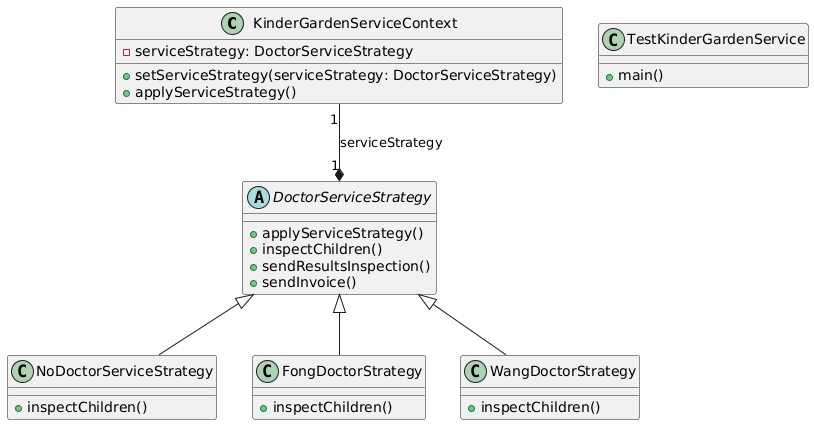 C KinderGardenServiceContext
serviceStrategy: DoctorServiceStrategy
setServiceStrategy(serviceStrategy: DoctorServiceStrategy)
applyServiceStrategy()
C TestKinderGardenService
main()
1
serviceStrategy
1
A DoctorServiceStrategy
applyServiceStrategy()
inspectChildren()
sendResultsInspection()
sendInvoice()
C NoDoctorServiceStrategy
inspectChildren()
C FongDoctorStrategy
inspectChildren()
C WangDoctorStrategy
inspectChildren()